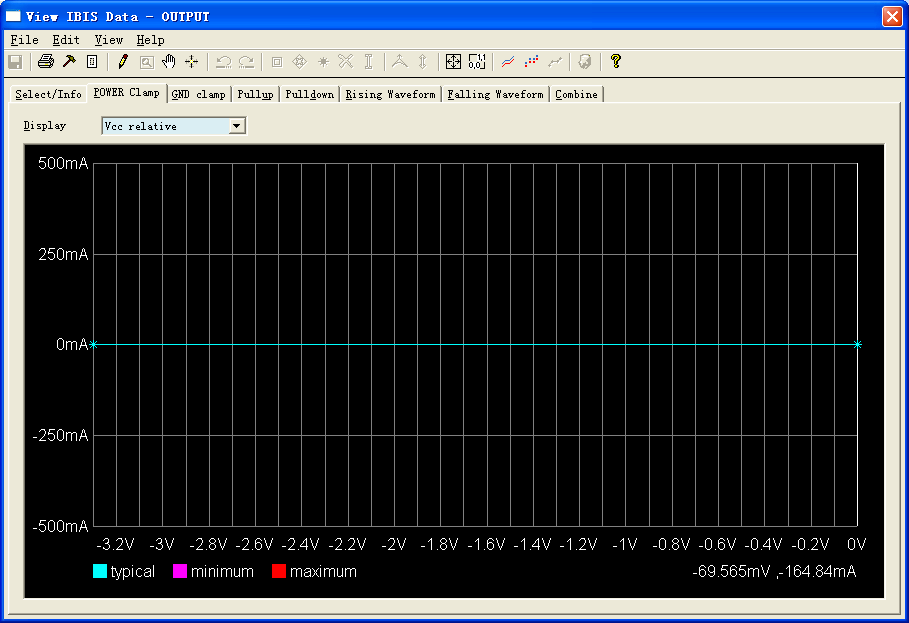 View IBIS Data - OUTPUT
File Edit View Help
Select/Info POWER Clamp GND clamp Pullup Pulldown Rising Waveform Falling Waveform Combine
Display Vcc relative
500mA
250mA
0mA
-250mA
-500mA
-3.2V -3V -2.8V -2.6V -2.4V -2.2V -2V -1.8V -1.6V -1.4V -1.2V -1V -0.8V -0.6V -0.4V -0.2V 0V
typical minimum maximum -69.565mV ,-164.84mA